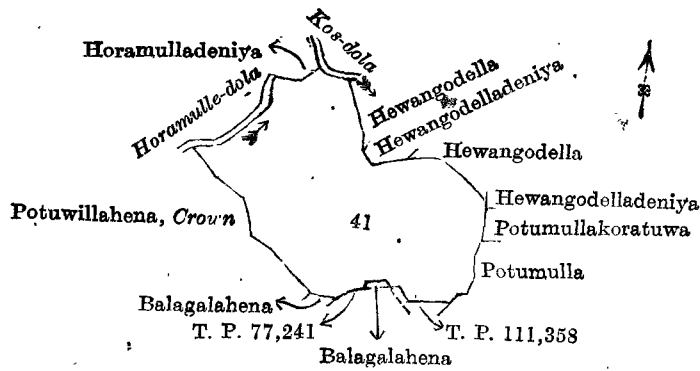 Kos-dola
Horamulladeniya
Horamulle-dola
Hewangodella
Hewangodelladeniya
Hewangodella
Hewangodelladeniya
Potuwillahena, Crown
41
Potumullakoratuwa
Potumulla
Balagalahena
T. P. 77,241
T. P. 111,358
Balagalahena